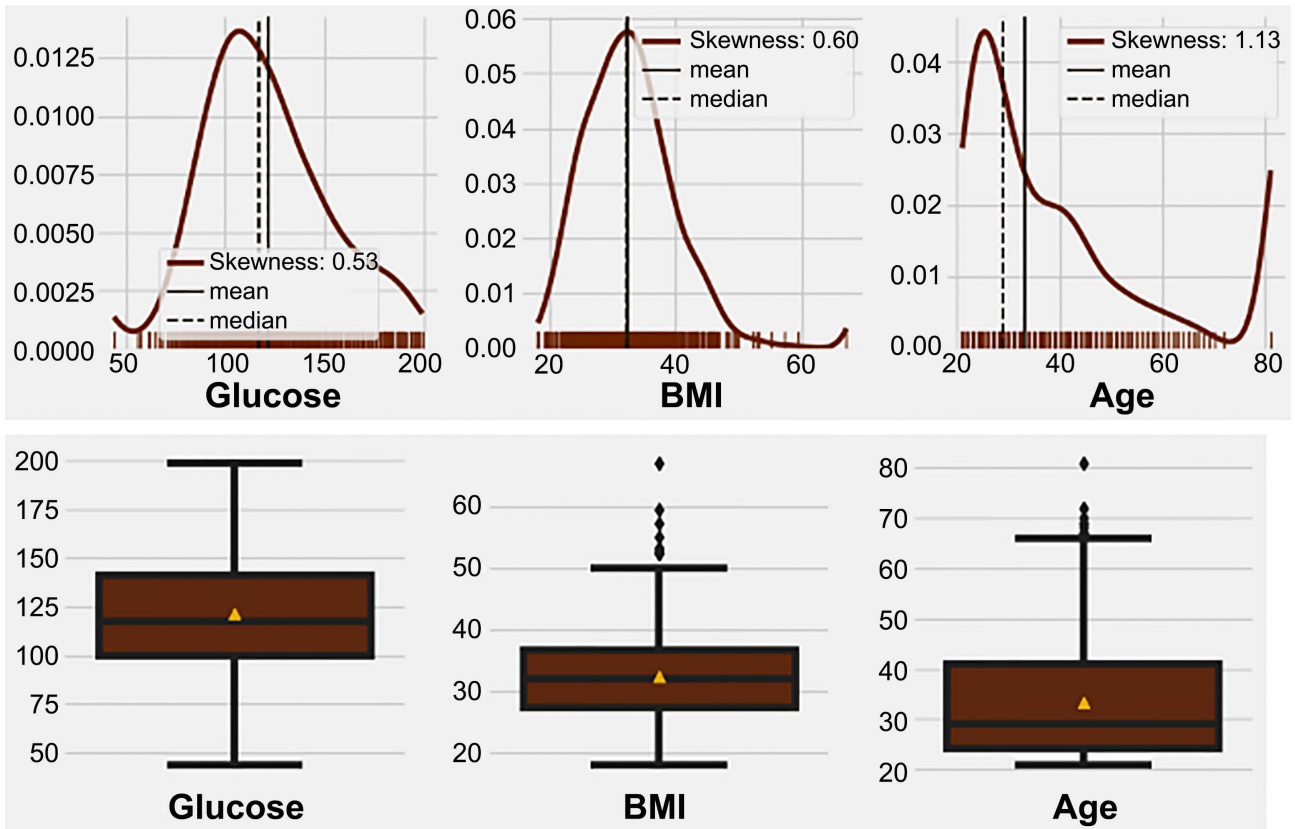 0.0125
0.0100
0.0075
0.0050
0.0025
0.0000
50 100 150 200
Skewness: 0.53
mean
median
Glucose
0.06
0.05
0.04
0.03
0.02
0.01
0.00
20 40 60
Skewness: 0.60
mean
median
BMI
0.04
0.03
0.02
0.01
0.00
20 40 60 80
Skewness: 1.13
mean
median
Age
200
175
150
125
100
75
50
Glucose
60
50
40
30
20
BMI
80
70
60
50
40
30
20
Age